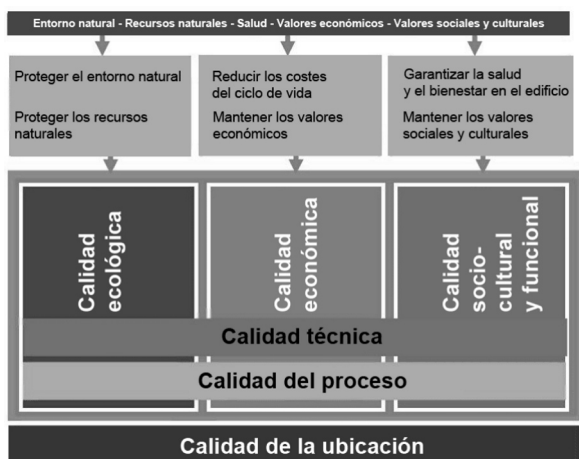 Entorno natural - Recursos naturales - Salud - Valores económicos - Valores sociales y culturales
Proteger el entorno natural
Proteger los recursos
naturales
Reducir los costes
del ciclo de vida
Mantener los valores
económicos
Garantizar la salud
y el bienestar en el edificio
Mantener los valores
sociales y culturales
Calidad
ecológica
Calidad
económica
Calidad
socio-
cultural
y funcional
Calidad técnica
Calidad del proceso
Calidad de la ubicación